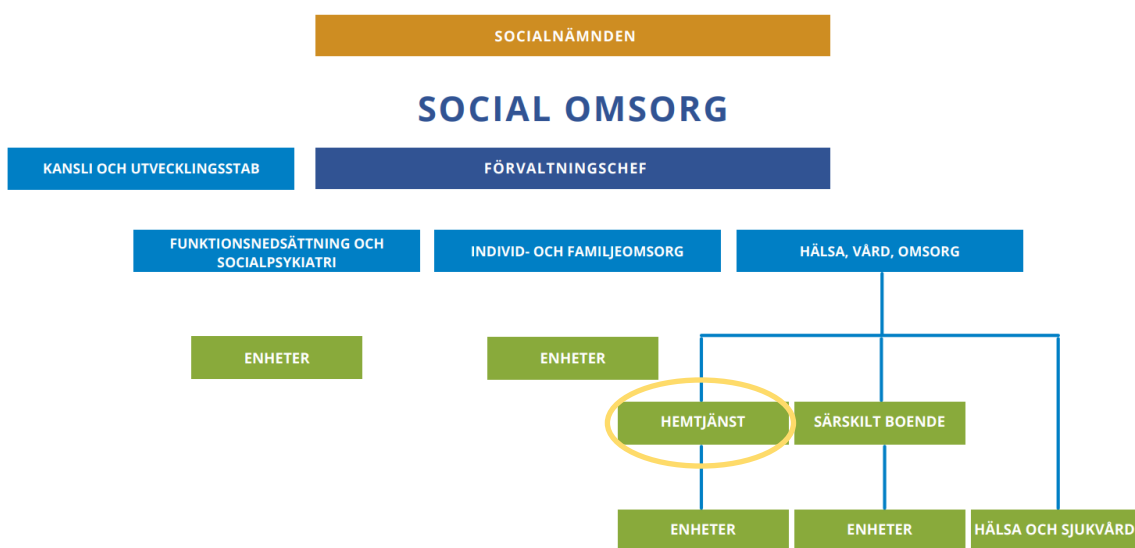 SOCIALNÄMNDEN
SOCIAL OMSORG
KANSLI OCH UTVECKLINGSSTAB
FÖRVALTNINGSCHEF
FUNKTIONSNEDSÄTTNING OCH
SOCIALPSYKIATRI
INDIVID- OCH FAMILJEOMSORG
HÄLSA, VÅRD, OMSORG
ENHETER
ENHETER
HEMTJÄNST
SÄRSKILT BOENDE
ENHETER
ENHETER
HÄLSA OCH SJUKVÅRD